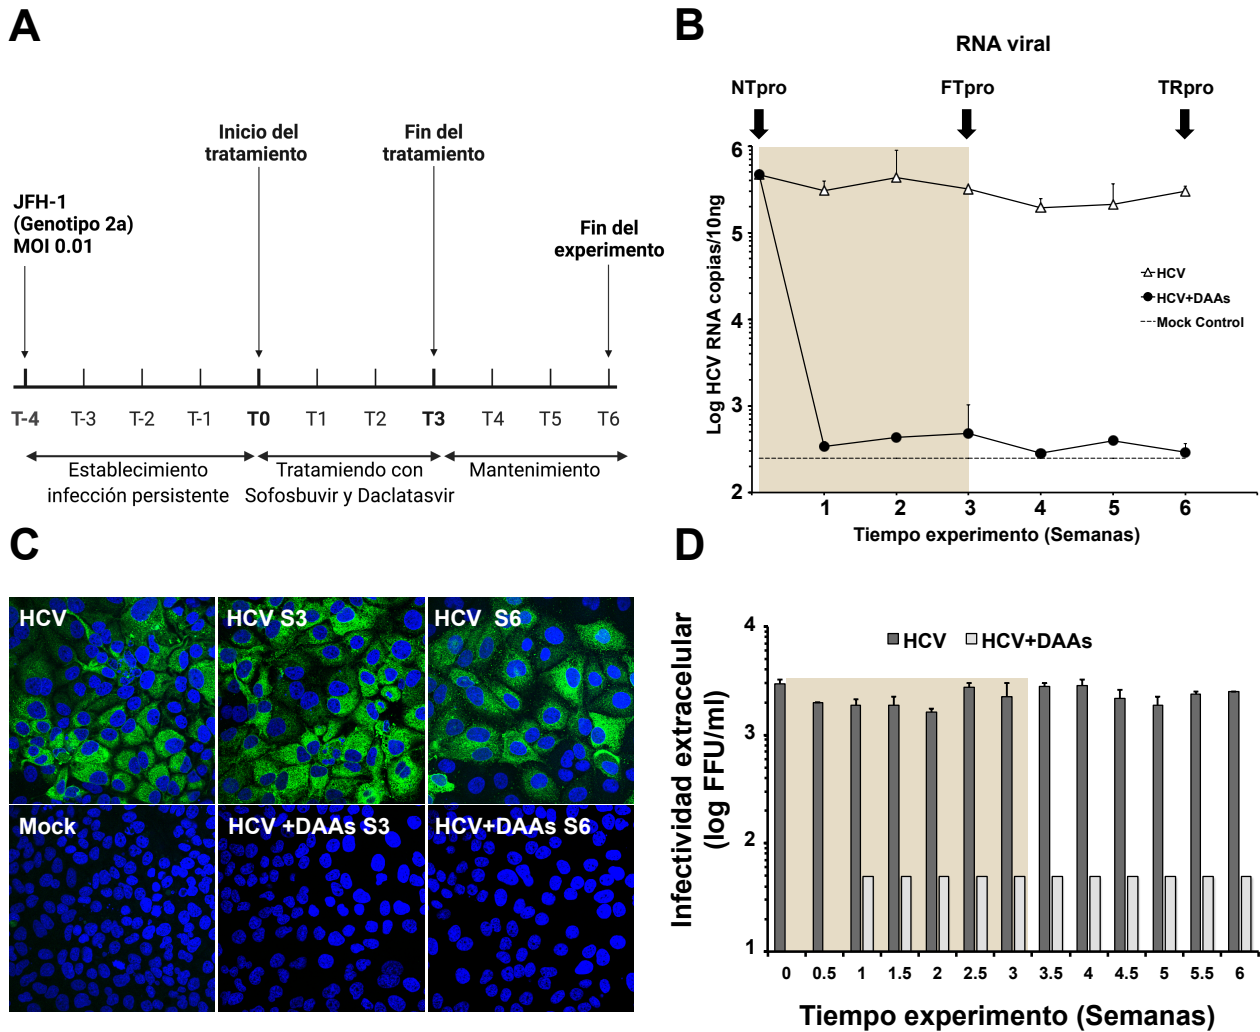 A
Inicio del
tratamiento
Fin del
tratamiento
JFH-1
(Genotipo 2a)
MOI 0.01
Fin del
experimento
T-4 T-3 T-2 T-1 T0 T1 T2 T3 T4 T5 T6
Establecimiento
infección persistente
Tratamiendo con
Sofosbuvir y Daclatasvir
Mantenimiento
B
RNA viral
NTpro FTpro TRpro
Log HCV RNA copias/10ng
6
5
4
3
2
HCV
HCV+DAAs
Mock Control
1 2 3 4 5 6
Tiempo experimento (Semanas)
C
HCV
HCV S3
HCV S6
Mock
HCV +DAAs S3
HCV+DAAs S6
D
Infectividad extracelular
(log FFU/ml)
4
3
2
1
HCV HCV+DAAs
0 0.5 1 1.5 2 2.5 3 3.5 4 4.5 5 5.5 6
Tiempo experimento (Semanas)